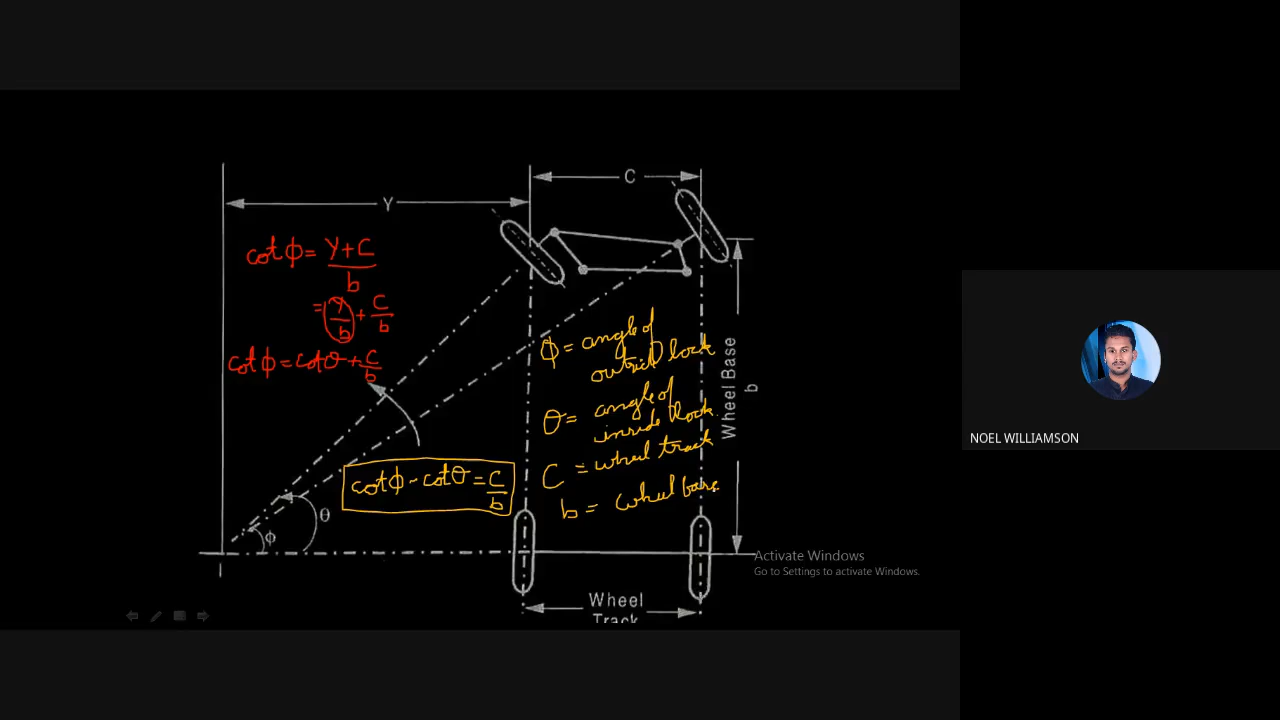 C
Y
cot ϕ = Y+C
b
= Y/b + C/b
cot ϕ = cot θ + C/b
ϕ = angle of
outside lock
θ = angle of
inside lock
C = wheel track
b = wheel base
cot ϕ - cot θ = C/b
Wheel Base
b
θ
ϕ
I
Wheel
Track
Activate Windows
Go to Settings to activate Windows.
NOEL WILLIAMSON